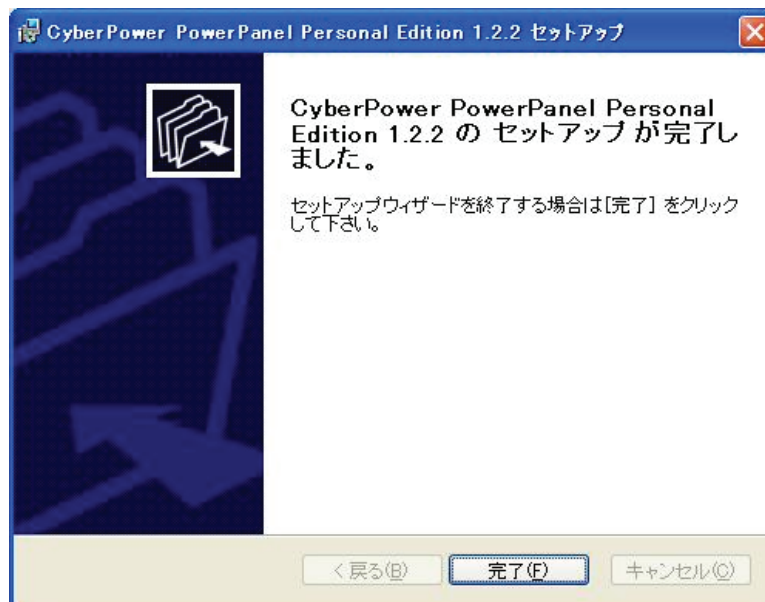 CyberPower PowerPanel Personal Edition 1.2.2 セットアップ
CyberPower PowerPanel Personal
Edition 1.2.2 の セットアップ が完了し
ました。
セットアップウィザードを終了する場合は[完了] をクリック
して下さい。
< 戻る(B)
完了(F)
キャンセル(C)